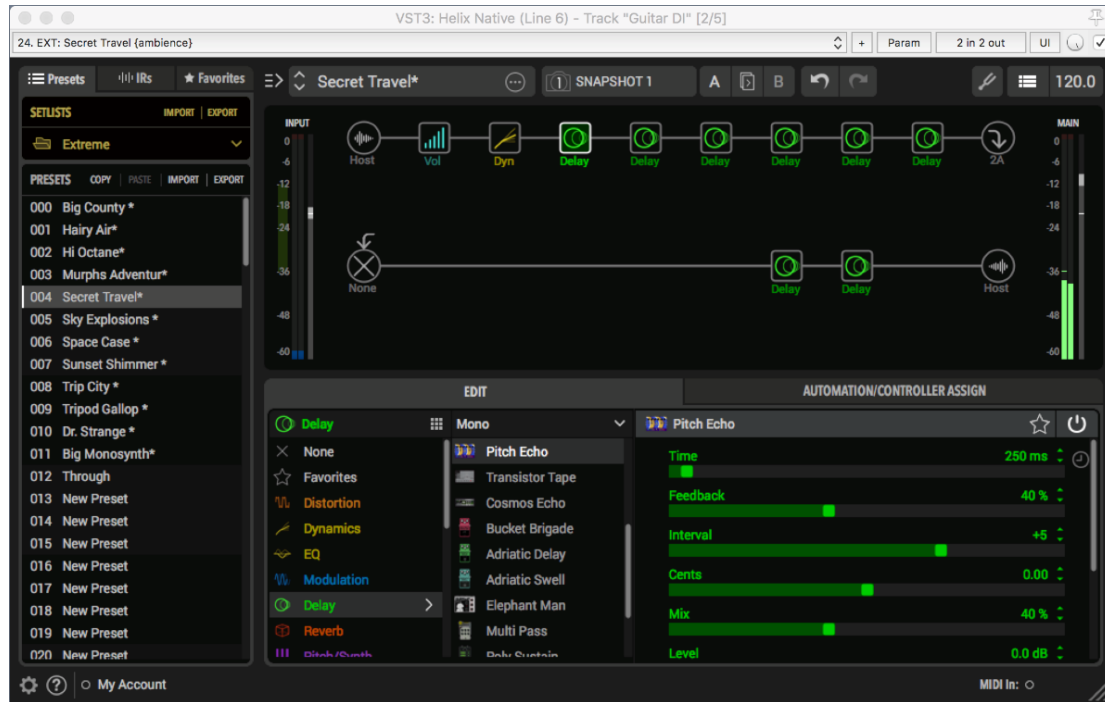 VST3: Helix Native (Line 6) - Track "Guitar DI" [2/5]
24. EXT: Secret Travel {ambience} + Param 2 in 2 out UI
Presets IRs Favorites Secret Travel* 1 SNAPSHOT 1 A B 120.0
SETLISTS IMPORT | EXPORT
Extreme
PRESETS COPY | PASTE | IMPORT | EXPORT
000 Big County *
001 Hairy Air*
002 Hi Octane*
003 Murphs Adventur*
004 Secret Travel*
005 Sky Explosions *
006 Space Case *
007 Sunset Shimmer *
008 Trip City *
009 Tripod Gallop *
010 Dr. Strange *
011 Big Monosynth*
012 Through
013 New Preset
014 New Preset
015 New Preset
016 New Preset
017 New Preset
018 New Preset
019 New Preset
020 New Preset
INPUT
0
-6
-12
-18
-24
-36
-48
-60
Host Vol Dyn Delay Delay Delay Delay Delay Delay 2A
None Delay Delay Host
MAIN
0
-6
-12
-18
-24
-36
-48
-60
EDIT AUTOMATION/CONTROLLER ASSIGN
Delay
None
Favorites
Distortion
Dynamics
EQ
Modulation
Delay
Reverb
Pitch/Synth
Mono
Pitch Echo
Transistor Tape
Cosmos Echo
Bucket Brigade
Adriatic Delay
Adriatic Swell
Elephant Man
Multi Pass
Poly Sustain
Pitch Echo
Time 250 ms
Feedback 40 %
Interval +5
Cents 0.00
Mix 40 %
Level 0.0 dB
? My Account MIDI In: